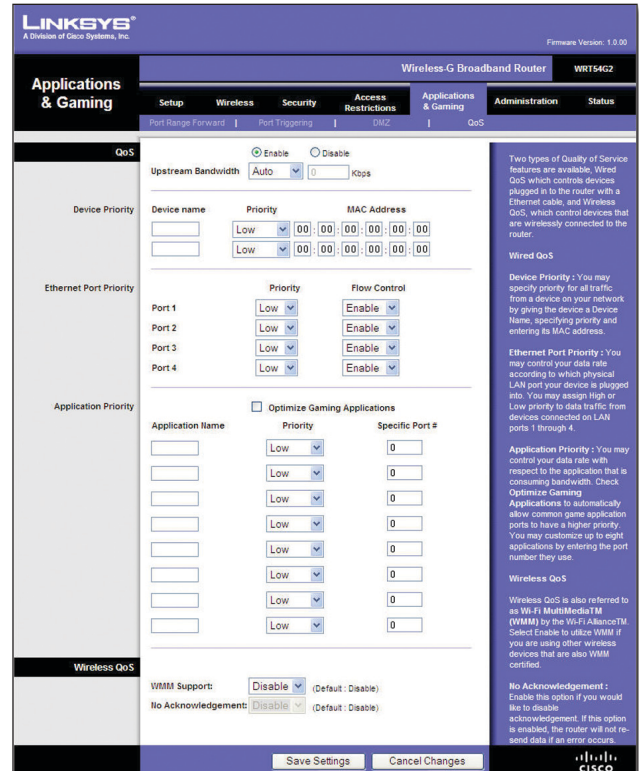 LINKSYS®
A Division of Cisco Systems, Inc.
Firmware Version: 1.0.00
Wireless-G Broadband Router WRT54G2
Applications & Gaming
Setup Wireless Security Access Restrictions Applications & Gaming Administration Status
Port Range Forward | Port Triggering | DMZ | QoS
QoS
Enable Disable
Upstream Bandwidth Auto 0 Kbps
Device Priority
Device name Priority MAC Address
Low 00 : 00 : 00 : 00 : 00 : 00
Low 00 : 00 : 00 : 00 : 00 : 00
Ethernet Port Priority
Priority Flow Control
Port 1 Low Enable
Port 2 Low Enable
Port 3 Low Enable
Port 4 Low Enable
Application Priority
Optimize Gaming Applications
Application Name Priority Specific Port #
Low 0
Low 0
Low 0
Low 0
Low 0
Low 0
Low 0
Low 0
Wireless QoS
WMM Support: Disable (Default : Disable)
No Acknowledgement: Disable (Default : Disable)
Save Settings Cancel Changes
Two types of Quality of Service
features are available, Wired
QoS which controls devices
plugged in to the router with a
Ethernet cable, and Wireless
QoS, which control devices that
are wirelessly connected to the
router.
Wired QoS
Device Priority : You may
specify priority for all traffic
from a device on your network
by giving the device a Device
Name, specifying priority and
entering its MAC address.
Ethernet Port Priority : You
may control your data rate
according to which physical
LAN port your device is plugged
into. You may assign High or
Low priority to data traffic from
devices connected on LAN
ports 1 through 4.
Application Priority : You may
control your data rate with
respect to the application that is
consuming bandwidth. Check
Optimize Gaming
Applications to automatically
allow common game application
ports to have a higher priority.
You may customize up to eight
applications by entering the port
number they use.
Wireless QoS
Wireless QoS is also referred to
as Wi-Fi MultiMediaTM
(WMM) by the Wi-Fi AllianceTM.
Select Enable to utilize WMM if
you are using other wireless
devices that are also WMM
certified.
No Acknowledgement :
Enable this option if you would
like to disable
acknowledgement. If this option
is enabled, the router will not re-
send data if an error occurs.
CISCO